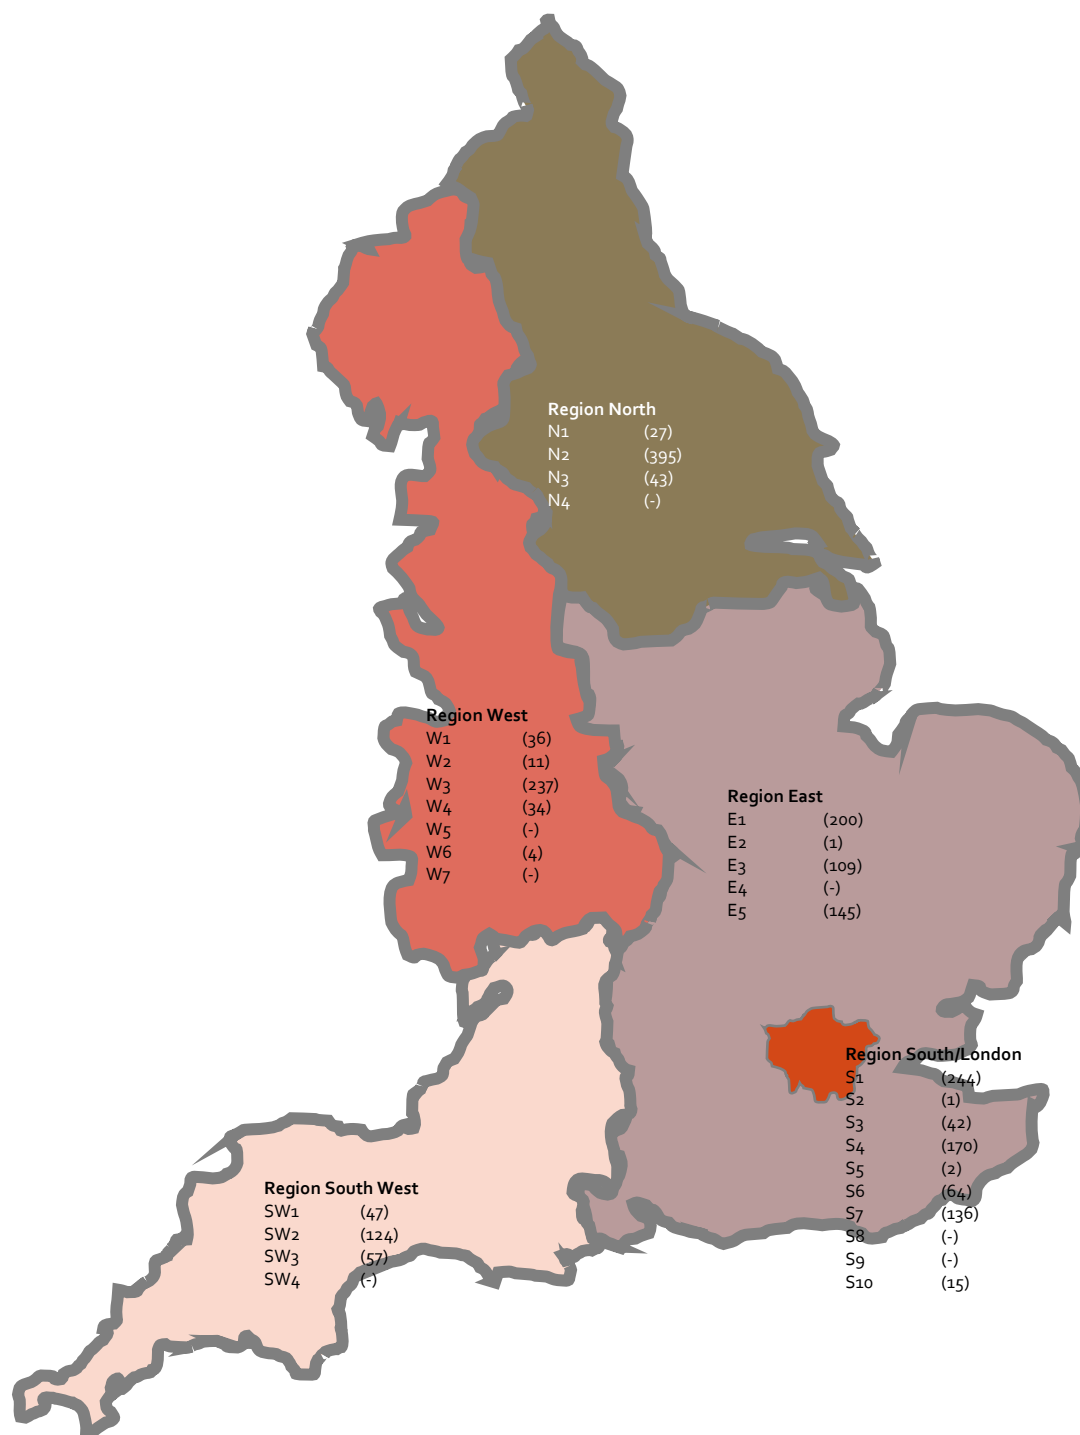 Region North
N1 (27)
N2 (395)
N3 (43)
N4 (-)
Region West
W1 (36)
W2 (11)
W3 (237)
W4 (34)
W5 (-)
W6 (4)
W7 (-)
Region East
E1 (200)
E2 (1)
E3 (109)
E4 (-)
E5 (145)
Region South/London
S1 (244)
S2 (1)
S3 (42)
S4 (170)
S5 (2)
S6 (64)
S7 (136)
S8 (-)
S9 (-)
S10 (15)
Region South West
SW1 (47)
SW2 (124)
SW3 (57)
SW4 (-)